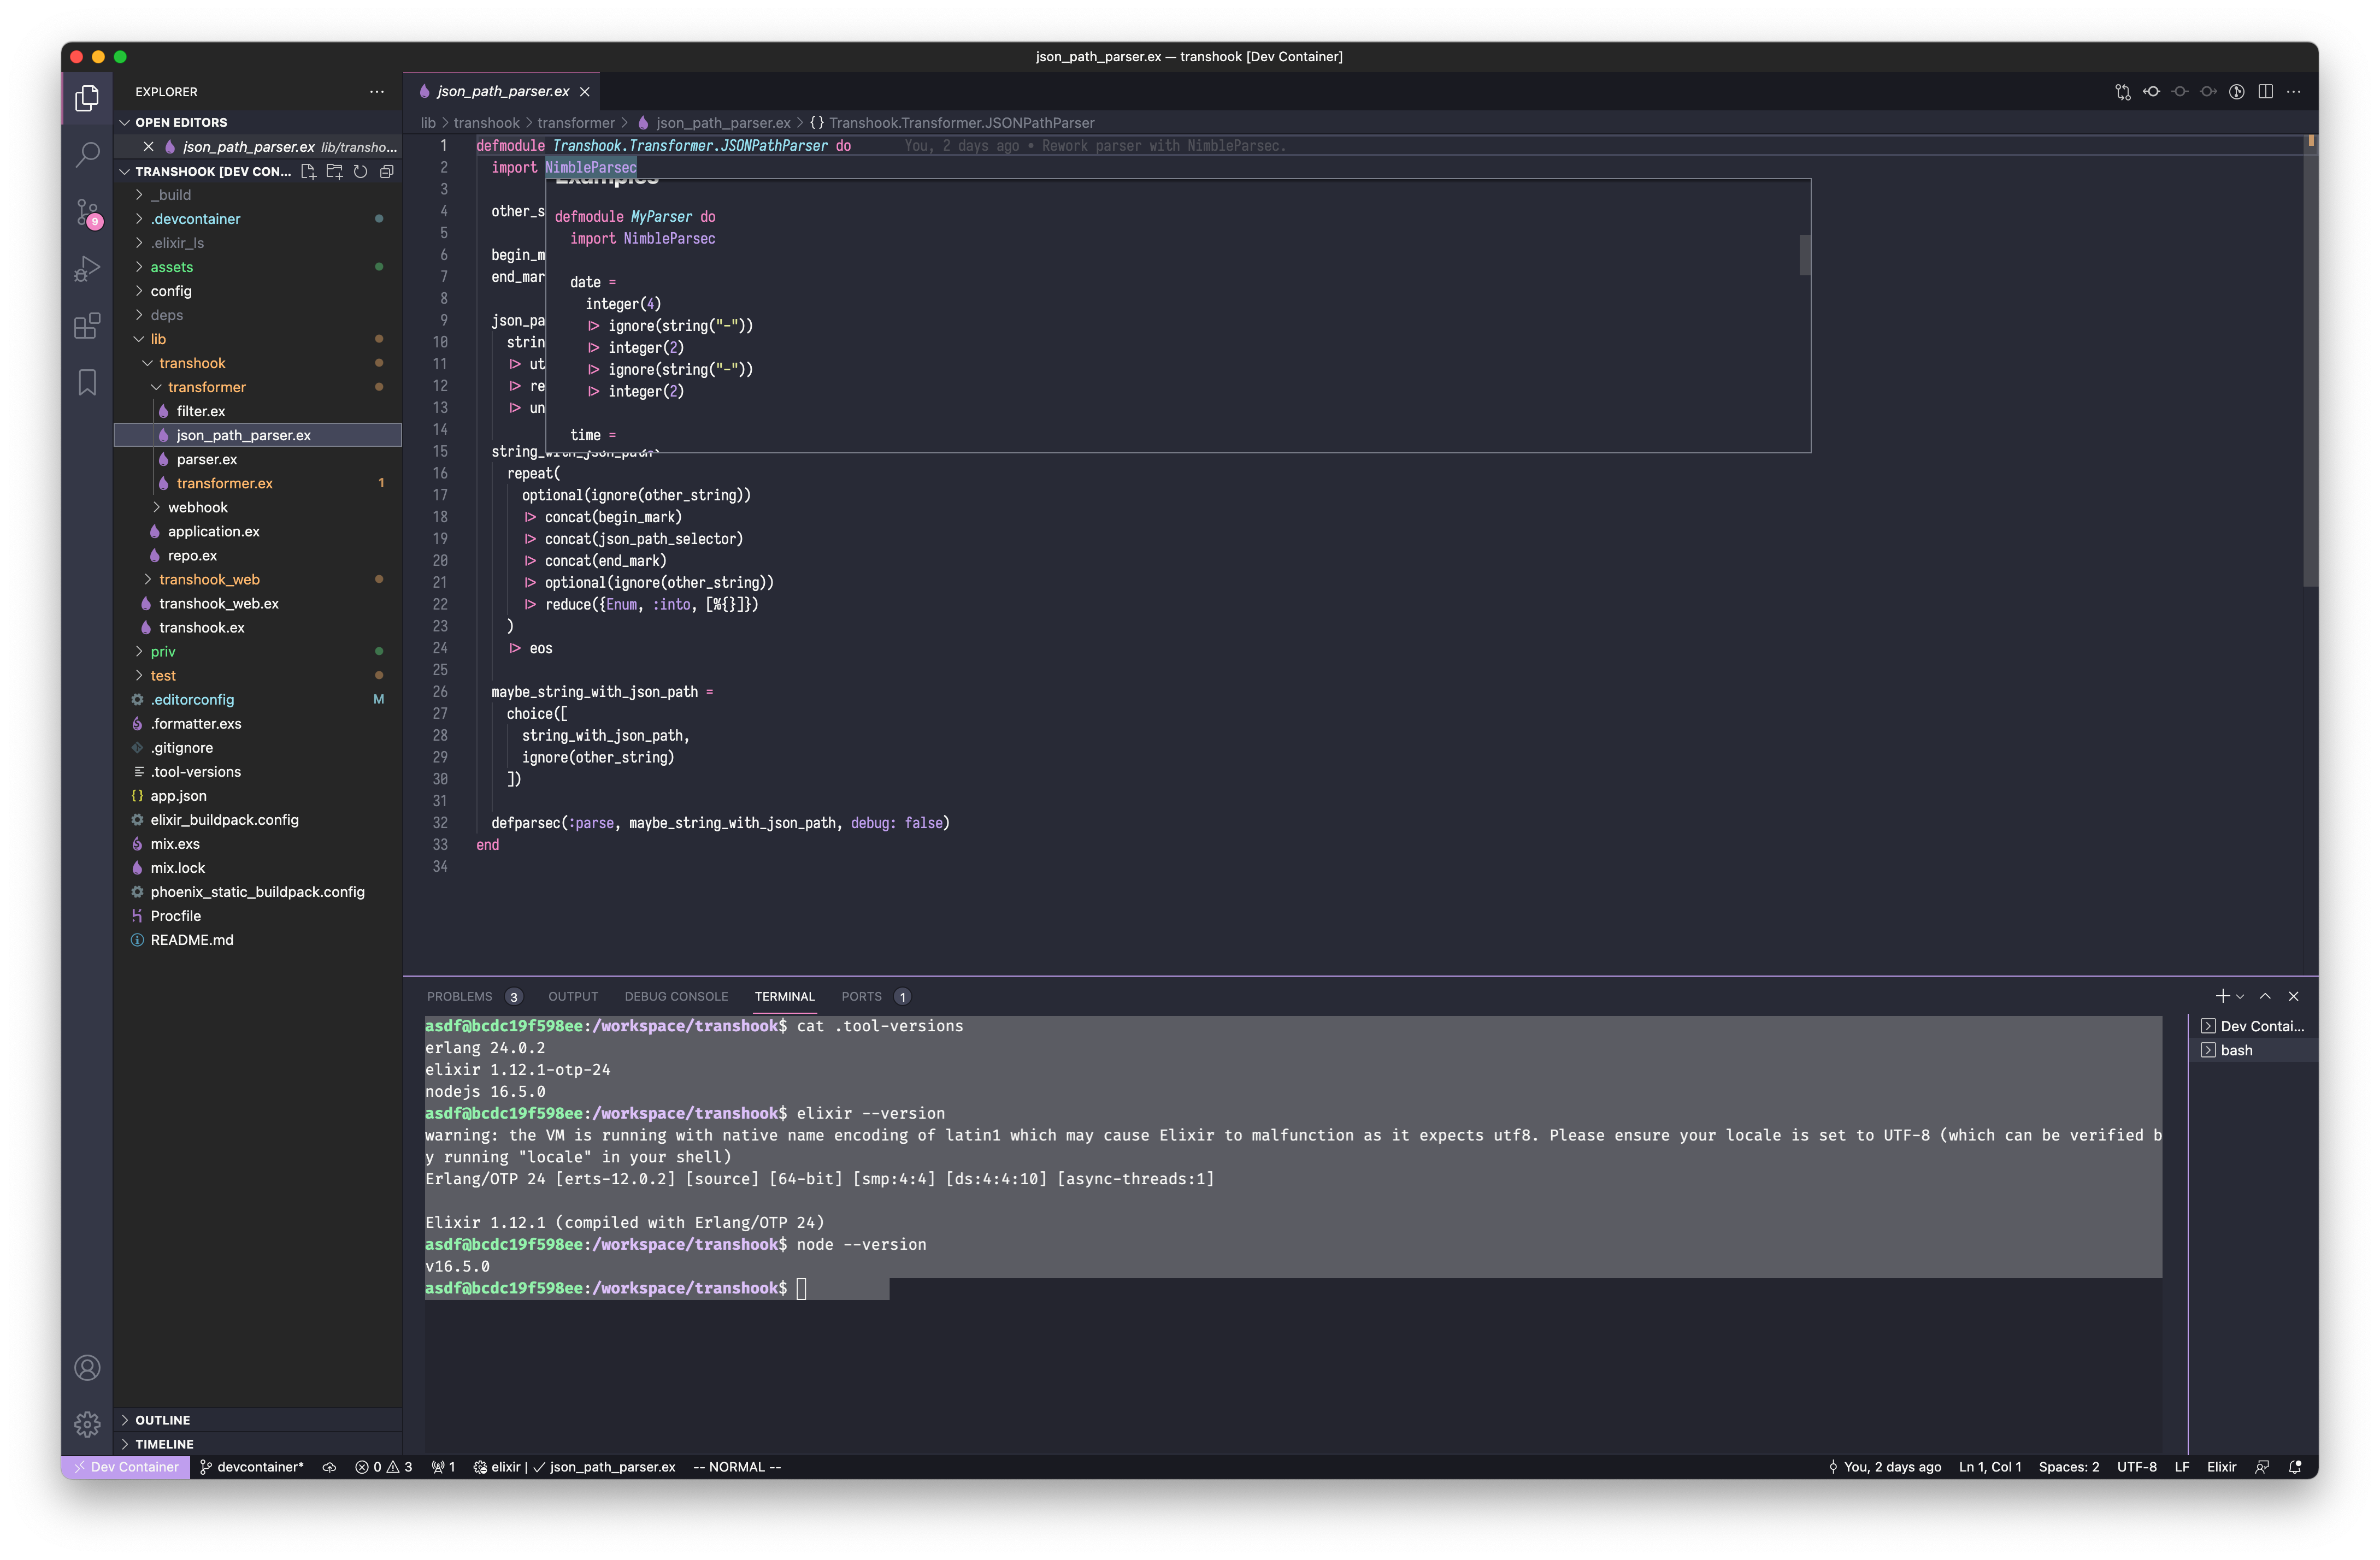 json_path_parser.ex — transhook [Dev Container]
EXPLORER
OPEN EDITORS
json_path_parser.ex lib/transho...
TRANSHOOK [DEV CON...
_build
.devcontainer
.elixir_ls
assets
config
deps
lib
transhook
transformer
filter.ex
json_path_parser.ex
parser.ex
transformer.ex 1
webhook
application.ex
repo.ex
transhook_web
transhook_web.ex
transhook.ex
priv
test
.editorconfig M
.formatter.exs
.gitignore
.tool-versions
app.json
elixir_buildpack.config
mix.exs
mix.lock
phoenix_static_buildpack.config
Procfile
README.md
OUTLINE
TIMELINE
9
json_path_parser.ex
lib > transhook > transformer > json_path_parser.ex > {} Transhook.Transformer.JSONPathParser
1 defmodule Transhook.Transformer.JSONPathParser do You, 2 days ago • Rework parser with NimbleParsec.
2 import NimbleParsec
3
4 other_s
5
6 begin_m
7 end_mar
8
9 json_pa
10 strin
11 |> ut
12 |> re
13 |> un
14
15 string_with_json_path
16 repeat(
17 optional(ignore(other_string))
18 |> concat(begin_mark)
19 |> concat(json_path_selector)
20 |> concat(end_mark)
21 |> optional(ignore(other_string))
22 |> reduce({Enum, :into, [%{}]})
23 )
24 |> eos
25
26 maybe_string_with_json_path =
27 choice([
28 string_with_json_path,
29 ignore(other_string)
30 ])
31
32 defparsec(:parse, maybe_string_with_json_path, debug: false)
33 end
34
Examples
defmodule MyParser do
import NimbleParsec
date =
integer(4)
|> ignore(string("-"))
|> integer(2)
|> ignore(string("-"))
|> integer(2)
time =
PROBLEMS 3 OUTPUT DEBUG CONSOLE TERMINAL PORTS 1
asdf@bcdc19f598ee:/workspace/transhook$ cat .tool-versions
erlang 24.0.2
elixir 1.12.1-otp-24
nodejs 16.5.0
asdf@bcdc19f598ee:/workspace/transhook$ elixir --version
warning: the VM is running with native name encoding of latin1 which may cause Elixir to malfunction as it expects utf8. Please ensure your locale is set to UTF-8 (which can be verified b
y running "locale" in your shell)
Erlang/OTP 24 [erts-12.0.2] [source] [64-bit] [smp:4:4] [ds:4:4:10] [async-threads:1]
Elixir 1.12.1 (compiled with Erlang/OTP 24)
asdf@bcdc19f598ee:/workspace/transhook$ node --version
v16.5.0
asdf@bcdc19f598ee:/workspace/transhook$
Dev Contai...
bash
Dev Container devcontainer* 0 3 1 elixir | ✓ json_path_parser.ex -- NORMAL -- You, 2 days ago Ln 1, Col 1 Spaces: 2 UTF-8 LF Elixir